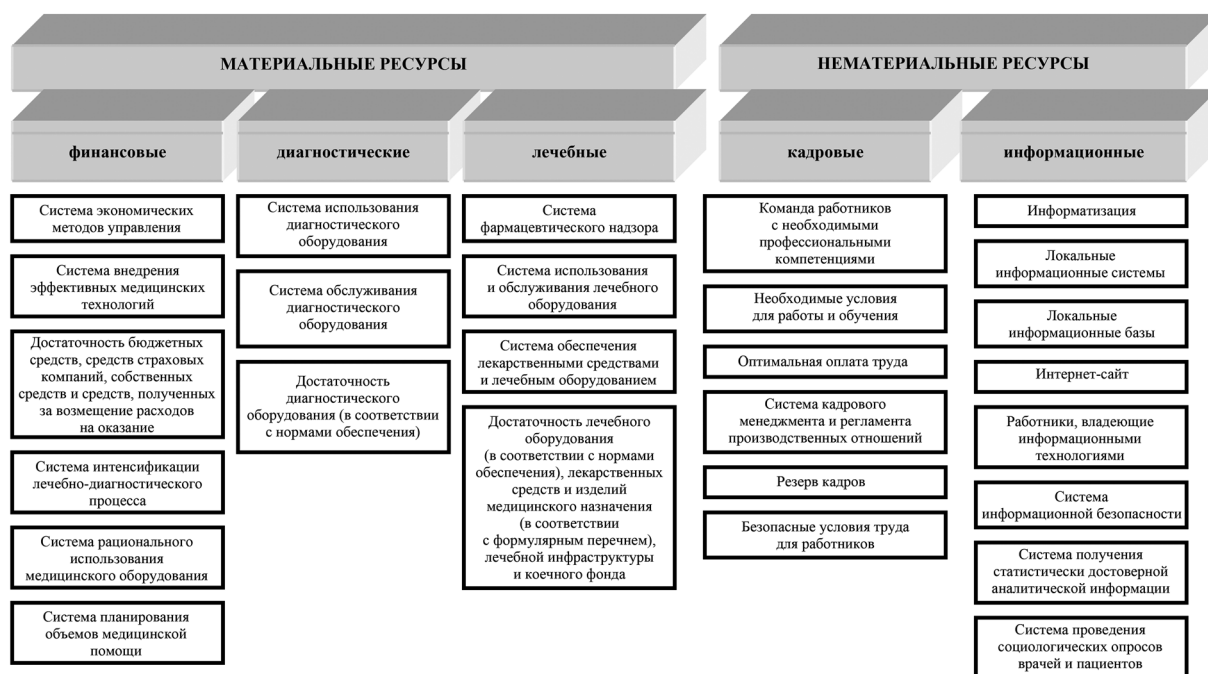 МАТЕРИАЛЬНЫЕ РЕСУРСЫ
НЕМАТЕРИАЛЬНЫЕ РЕСУРСЫ
финансовые
диагностические
лечебные
кадровые
информационные
Система экономических
методов управления
Система внедрения
эффективных медицинских
технологий
Достаточность бюджетных
средств, средств страховых
компаний, собственных
средств и средств, полученных
за возмещение расходов
на оказание
Система интенсификации
лечебно-диагностического
процесса
Система рационального
использования
медицинского оборудования
Система планирования
объемов медицинской
помощи
Система использования
диагностического
оборудования
Система обслуживания
диагностического
оборудования
Достаточность
диагностического
оборудования (в соответствии
с нормами обеспечения)
Система
фармацевтического надзора
Система использования
и обслуживания лечебного
оборудования
Система обеспечения
лекарственными средствами
и лечебным оборудованием
Достаточность лечебного
оборудования
(в соответствии с нормами
обеспечения), лекарственных
средств и изделий
медицинского назначения
(в соответствии
с формулярным перечнем),
лечебной инфраструктуры
и коечного фонда
Команда работников
с необходимыми
профессиональными
компетенциями
Необходимые условия
для работы и обучения
Оптимальная оплата труда
Система кадрового
менеджмента и регламента
производственных отношений
Резерв кадров
Безопасные условия труда
для работников
Информатизация
Локальные
информационные системы
Локальные
информационные базы
Интернет-сайт
Работники, владеющие
информационными
технологиями
Система
информационной безопасности
Система получения
статистически достоверной
аналитической информации
Система проведения
социологических опросов
врачей и пациентов